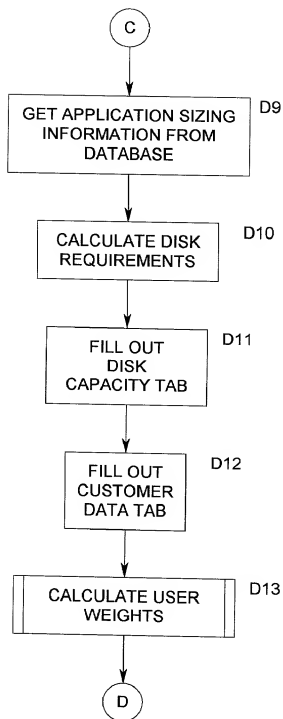 C
GET APPLICATION SIZING
INFORMATION FROM
DATABASE
D9
CALCULATE DISK
REQUIREMENTS
D10
FILL OUT
DISK
CAPACITY TAB
D11
FILL OUT
CUSTOMER
DATA TAB
D12
CALCULATE USER
WEIGHTS
D13
D